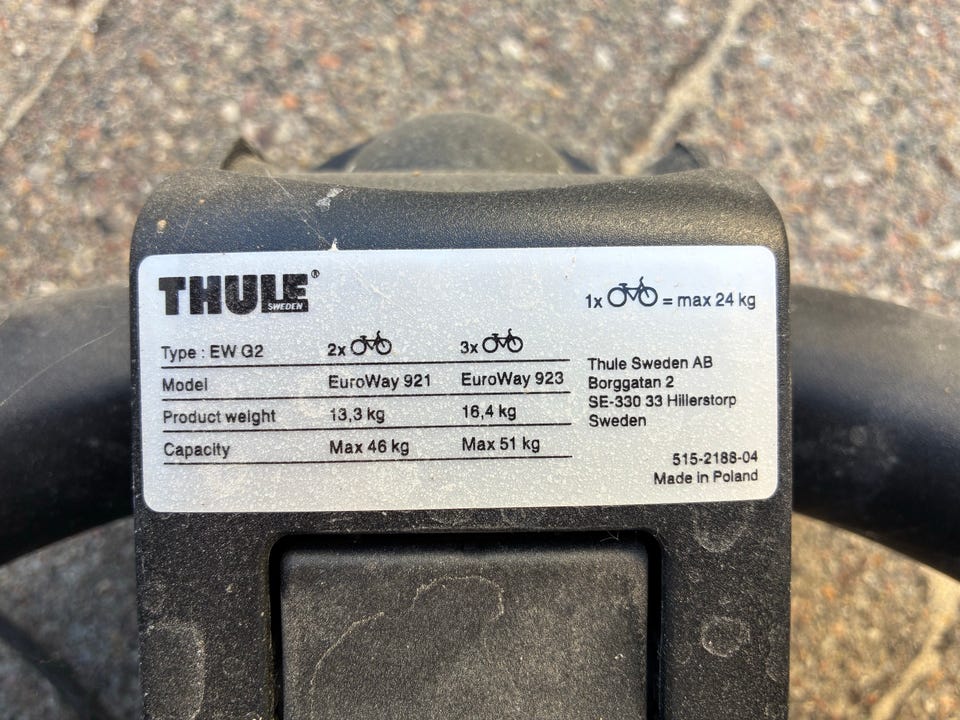 THULE®
SWEDEN
1x = max 24 kg
Type : EW G2 2x 3x
Model EuroWay 921 EuroWay 923
Product weight 13,3 kg 16,4 kg
Capacity Max 46 kg Max 51 kg
Thule Sweden AB
Borggatan 2
SE-330 33 Hillerstorp
Sweden
515-2188-04
Made in Poland